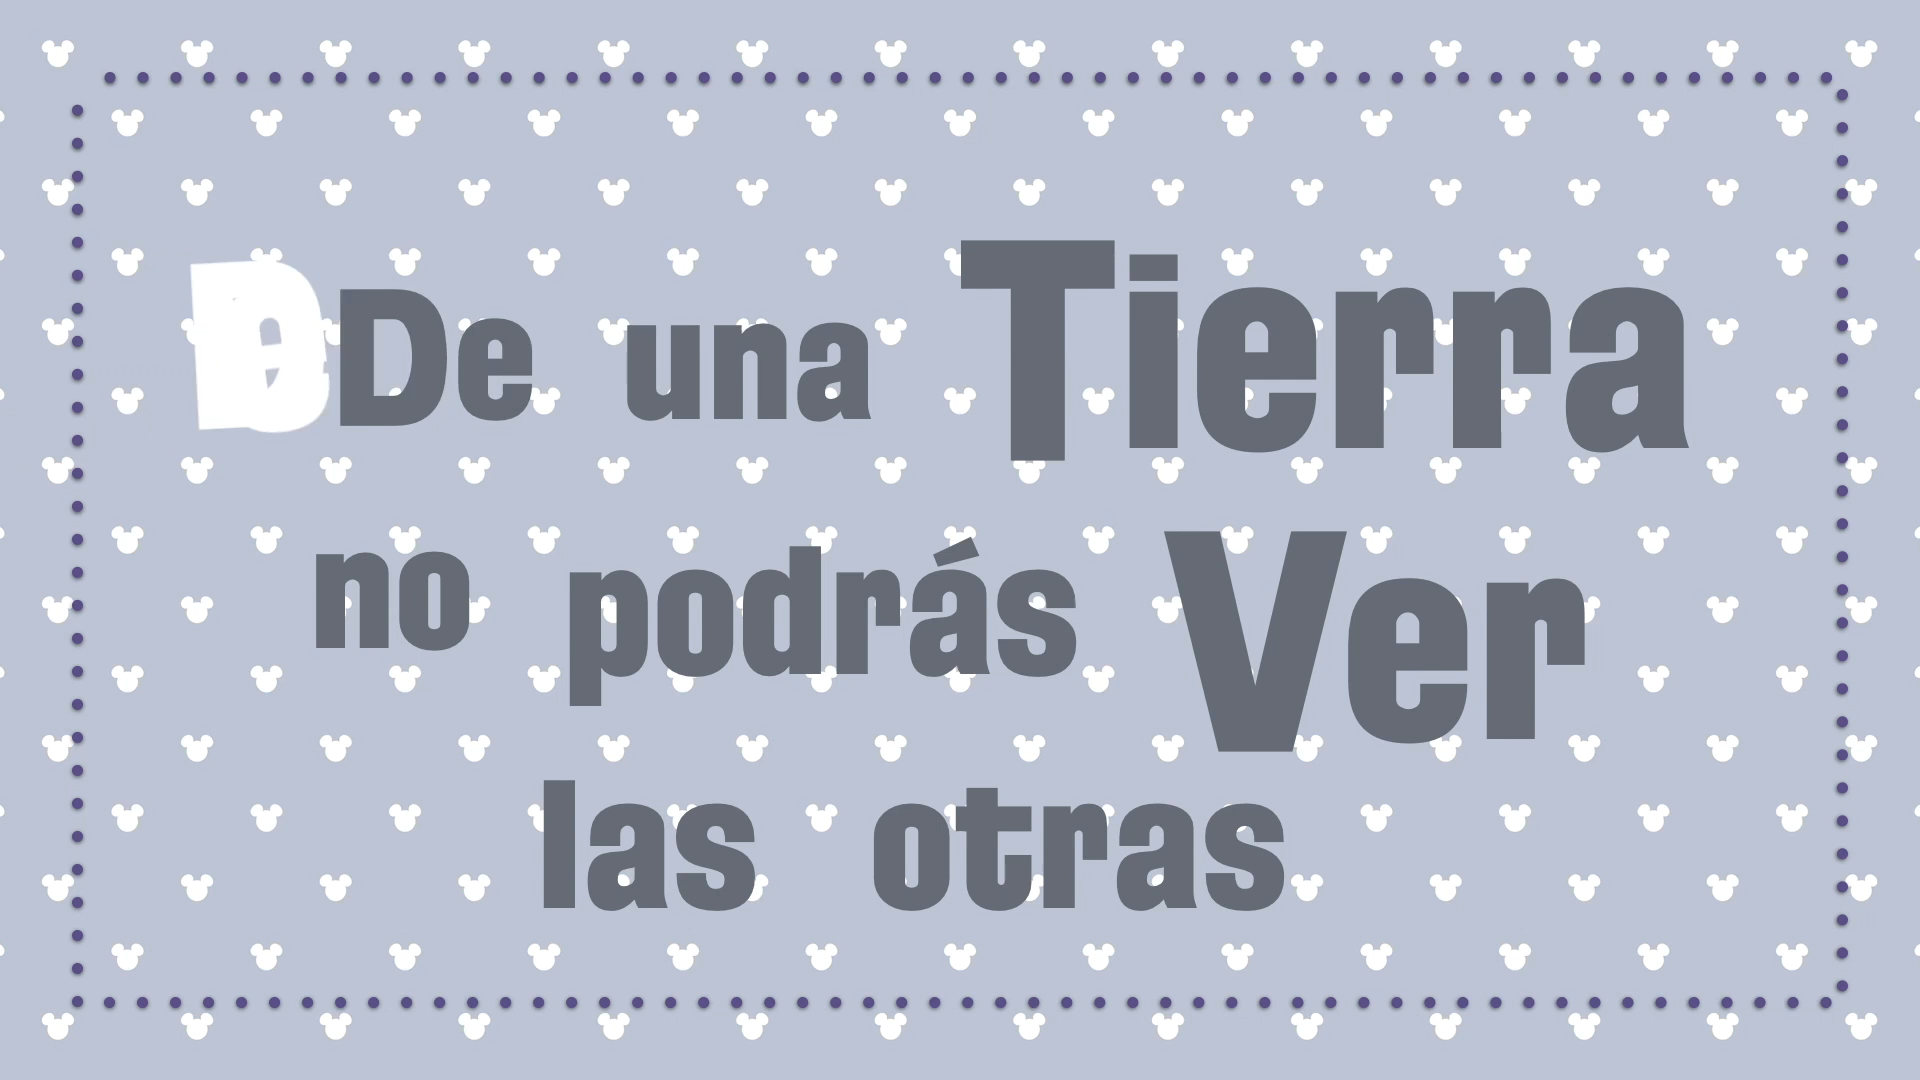 De una Tierra
no podrás Ver
las otras